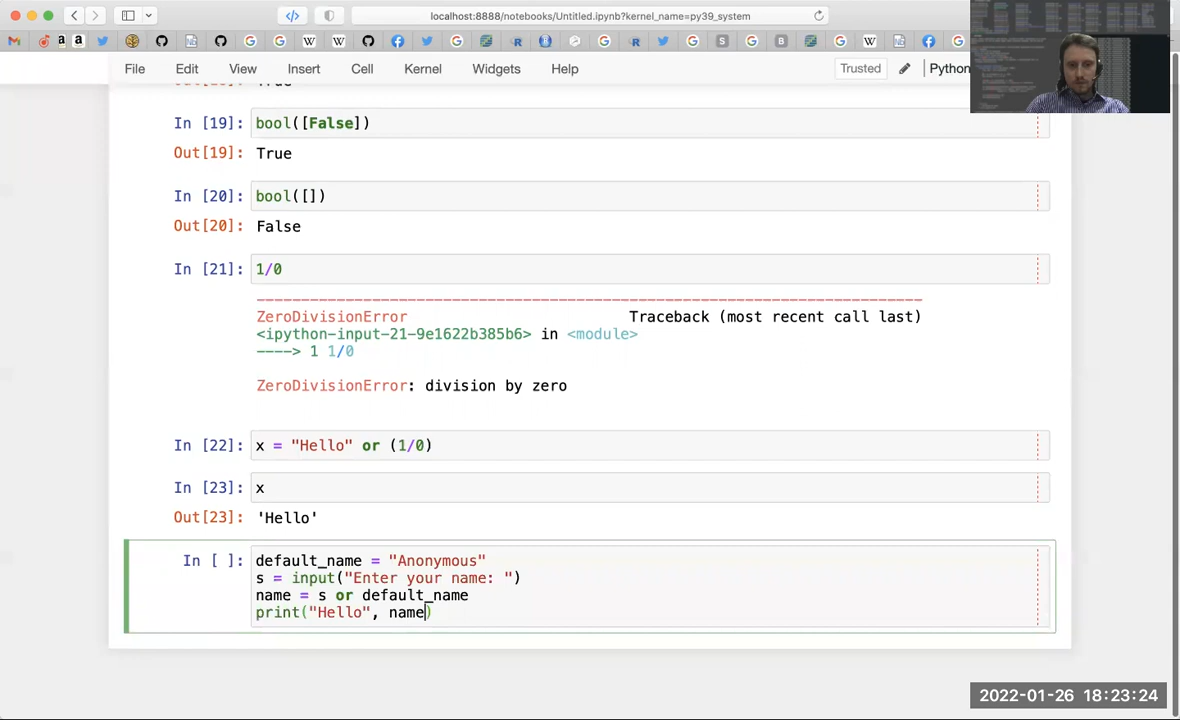 localhost:8888/notebooks/Untitled.ipynb?kernel_name=py39_system
File Edit View Insert Cell Kernel Widgets Help Trusted Python
In [19]: bool([False])
Out[19]: True
In [20]: bool([])
Out[20]: False
In [21]: 1/0
ZeroDivisionError Traceback (most recent call last)
<ipython-input-21-9e1622b385b6> in <module>
----> 1 1/0
ZeroDivisionError: division by zero
In [22]: x = "Hello" or (1/0)
In [23]: x
Out[23]: 'Hello'
In [ ]: default_name = "Anonymous"
s = input("Enter your name: ")
name = s or default_name
print("Hello", name)
2022-01-26 18:23:24